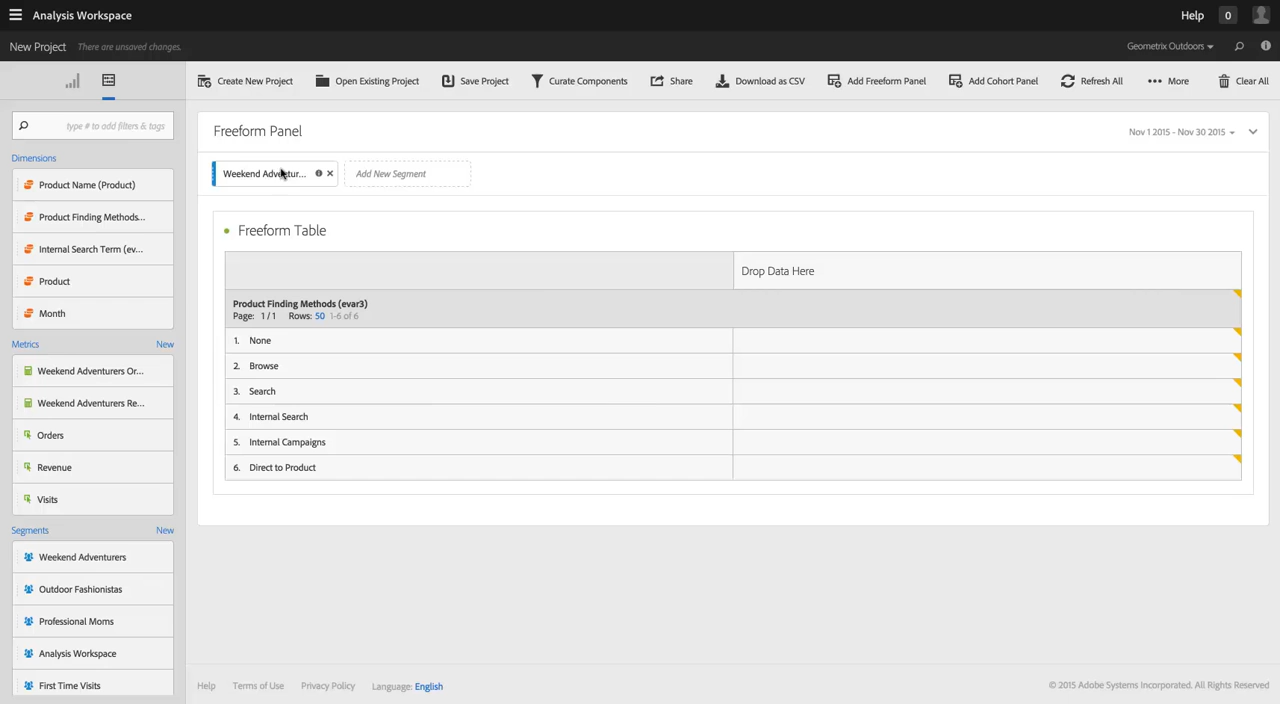 Analysis Workspace
Help 0
New Project There are unsaved changes.
Geometrix Outdoors
Create New Project Open Existing Project Save Project Curate Components Share Download as CSV Add Freeform Panel Add Cohort Panel Refresh All More Clear All
type # to add filters & tags
Dimensions
Product Name (Product)
Product Finding Methods...
Internal Search Term (ev...
Product
Month
Metrics New
Weekend Adventurers Or...
Weekend Adventurers Re...
Orders
Revenue
Visits
Segments New
Weekend Adventurers
Outdoor Fashionistas
Professional Moms
Analysis Workspace
First Time Visits
Freeform Panel
Nov 1 2015 - Nov 30 2015
Weekend Adventur... Add New Segment
Freeform Table
Drop Data Here
Product Finding Methods (evar3)
Page: 1 / 1 Rows: 50 1-6 of 6
1. None
2. Browse
3. Search
4. Internal Search
5. Internal Campaigns
6. Direct to Product
Help Terms of Use Privacy Policy Language: English
© 2015 Adobe Systems Incorporated. All Rights Reserved